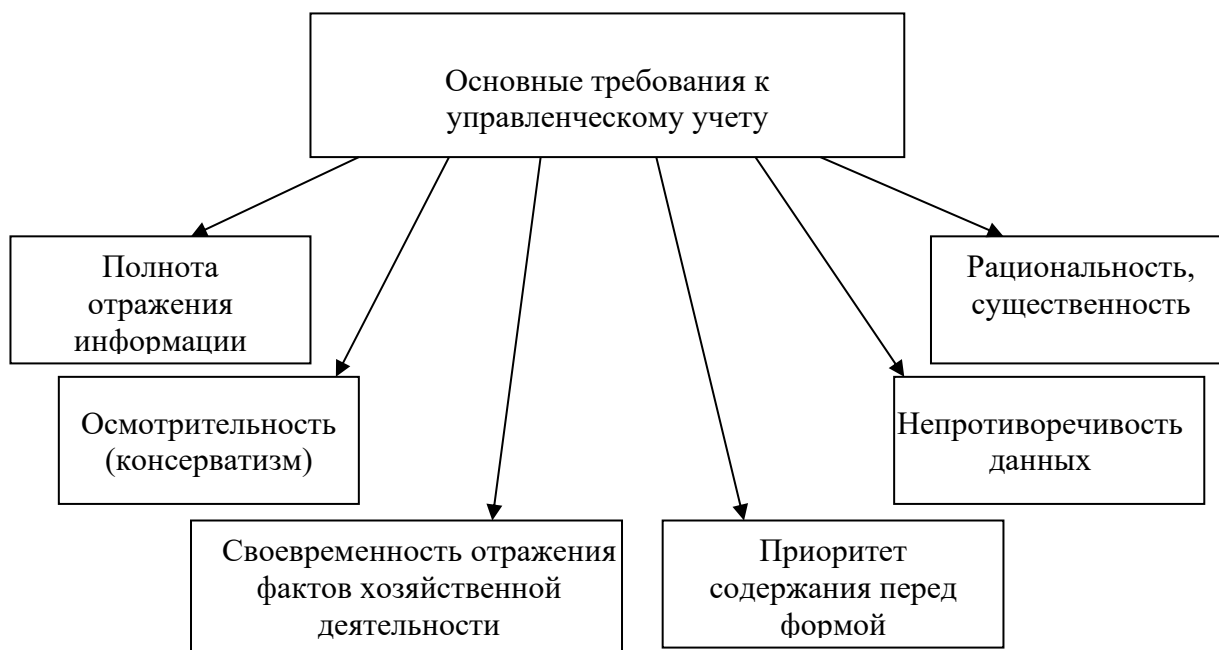 Основные требования к
управленческому учету
Полнота
отражения
информации
Рациональность,
существенность
Осмотрительность
(консерватизм)
Непротиворечивость
данных
Своевременность отражения
фактов хозяйственной
деятельности
Приоритет
содержания перед
формой